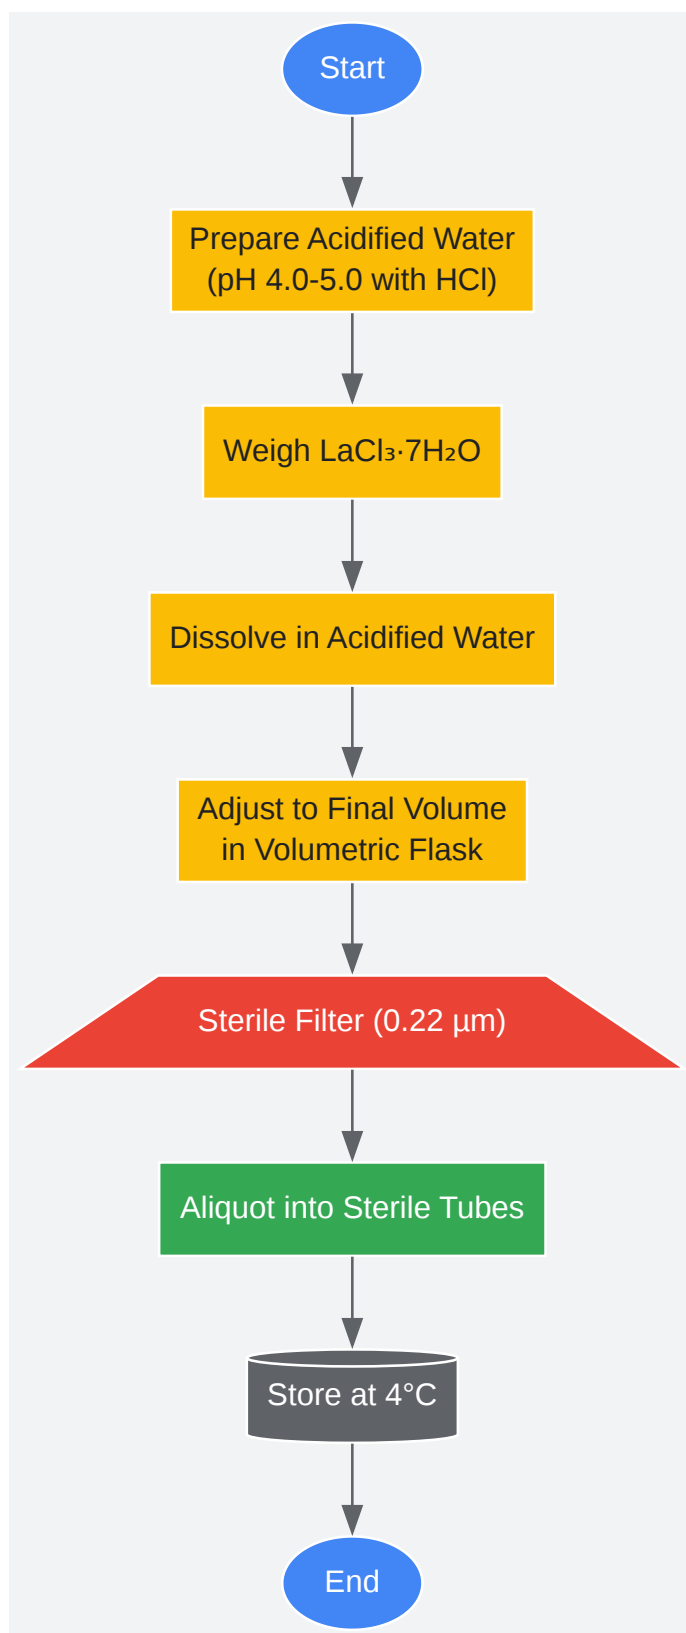 Start
Prepare Acidified Water
(pH 4.0-5.0 with HCl)
Weigh LaCl₃·7H₂O
Dissolve in Acidified Water
Adjust to Final Volume
in Volumetric Flask
Sterile Filter (0.22 µm)
Aliquot into Sterile Tubes
Store at 4°C
End